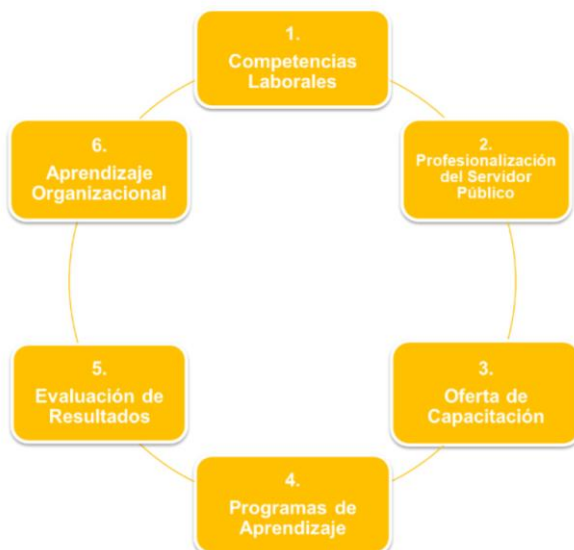 1.
Competencias
Laborales
2.
Profesionalización
del Servidor
Público
3.
Oferta de
Capacitación
4.
Programas de
Aprendizaje
5.
Evaluación de
Resultados
6.
Aprendizaje
Organizacional